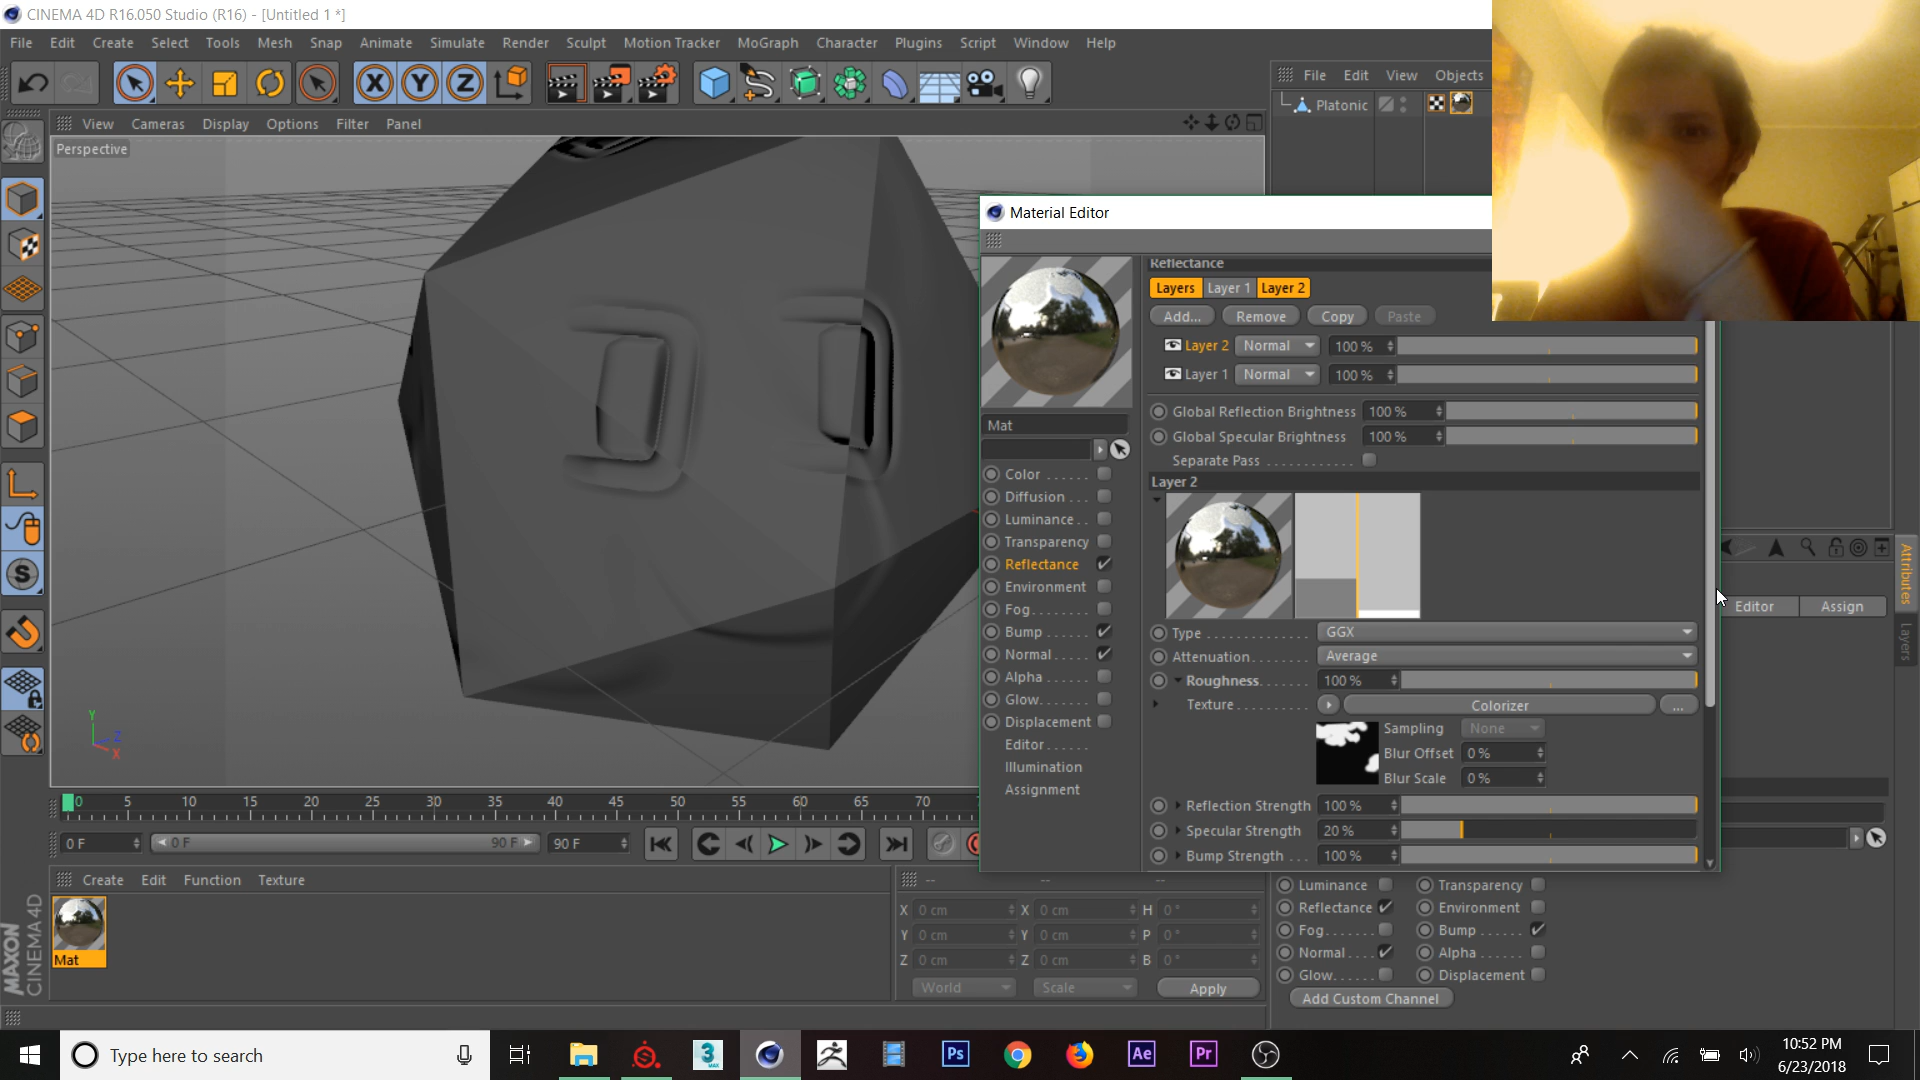 CINEMA 4D R16.050 Studio (R16) - [Untitled 1 *]
File Edit Create Select Tools Mesh Snap Animate Simulate Render Sculpt Motion Tracker MoGraph Character Plugins Script Window Help
File Edit View Objects
Platonic
View Cameras Display Options Filter Panel
Perspective
Material Editor
Reflectance
Layers Layer 1 Layer 2
Add... Remove Copy Paste
Layer 2 Normal 100 %
Layer 1 Normal 100 %
Global Reflection Brightness 100 %
Global Specular Brightness 100 %
Separate Pass
Layer 2
Mat
Color
Diffusion
Luminance
Transparency
Reflectance
Environment
Fog
Bump
Normal
Alpha
Glow
Displacement
Editor
Illumination
Assignment
Type GGX
Attenuation Average
Roughness 100 %
Texture Colorizer ...
Sampling None
Blur Offset 0 %
Blur Scale 0 %
Reflection Strength 100 %
Specular Strength 20 %
Bump Strength 100 %
Attributes
Layers
Editor Assign
Y
Z
X
0 5 10 15 20 25 30 35 40 45 50 55 60 65 70
0 F 0 F 90 F 90 F
Create Edit Function Texture
Mat
MAXON
CINEMA 4D
-- -- --
X 0 cm X 0 cm H 0 °
Y 0 cm Y 0 cm P 0 °
Z 0 cm Z 0 cm B 0 °
World Scale Apply
Luminance Transparency
Reflectance Environment
Fog Bump
Normal Alpha
Glow Displacement
Add Custom Channel
Type here to search
3
MAX
Ps
Ae
Pr
10:52 PM
6/23/2018